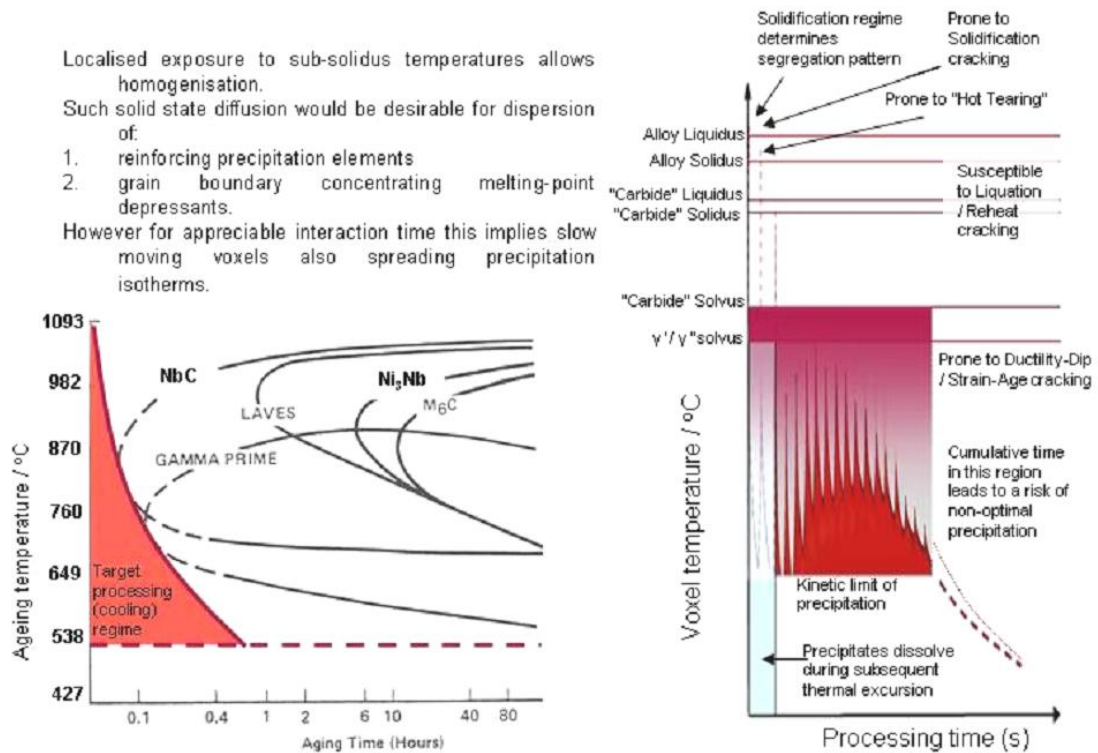 Localised exposure to sub-solidus temperatures allows
homogenisation.
Such solid state diffusion would be desirable for dispersion
of:
1. reinforcing precipitation elements
2. grain boundary concentrating melting-point
depressants.
However for appreciable interaction time this implies slow
moving voxels also spreading precipitation
isotherms.
1093
982
870
760
649
538
427
Ageing temperature / ºC
NbC
LAVES
Ni₃Nb
M₆C
GAMMA PRIME
Target
processing
(cooling)
regime
0.1 0.4 1 2 6 10 40 80
Aging Time (Hours)
Solidification regime
determines
segregation pattern
Prone to
Solidification
cracking
Prone to "Hot Tearing"
Alloy Liquidus
Alloy Solidus
"Carbide" Liquidus
"Carbide" Solidus
Susceptible
to Liquation
/ Reheat
cracking
"Carbide" Solvus
γ'/ γ''solvus
Prone to Ductility-Dip
/ Strain-Age cracking
Voxel temperature / ºC
Cumulative time
in this region
leads to a risk of
non-optimal
precipitation
Kinetic limit of
precipitation
Precipitates dissolve
during subsequent
thermal excursion
Processing time (s)